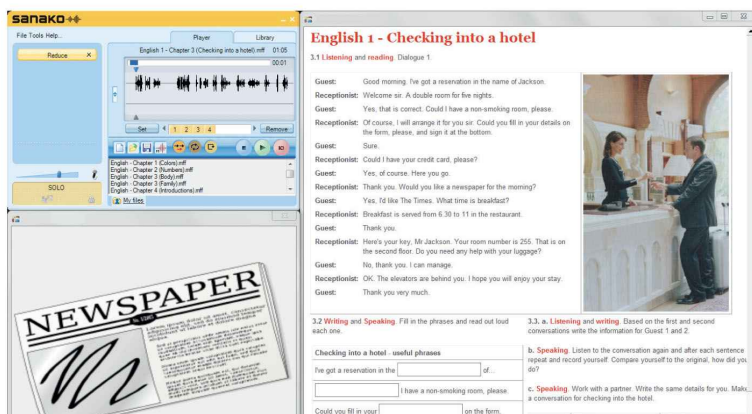 sanako
File Tools Help..
Player
Library
Reduce
X
English 1 - Chapter 3 (Checking into a hotel).mff 01:05
00:01
Set
1 2 3 4
Remove
English - Chapter 1 (Colors).mff
English - Chapter 2 (Numbers).mff
English - Chapter 3 (Body).mff
English - Chapter 3 (Family).mff
English - Chapter 4 (Introductions).mff
My files
SOLO
NEWSPAPER
English 1 - Checking into a hotel
3.1 Listening and reading. Dialogue 1.
Guest: Good morning. I've got a reservation in the name of Jackson.
Receptionist: Welcome sir. A double room for five nights.
Guest: Yes, that is correct. Could I have a non-smoking room, please.
Receptionist: Of course, I will arrange it for you sir. Could you fill in your details on
the form, please, and sign it at the bottom.
Guest: Sure.
Receptionist: Could I have your credit card, please?
Guest: Yes, of course. Here you go.
Receptionist: Thank you. Would you like a newspaper for the morning?
Guest: Yes, I'd like The Times. What time is breakfast?
Receptionist: Breakfast is served from 6.30 to 11 in the restaurant.
Guest: Thank you.
Receptionist: Here's your key, Mr Jackson. Your room number is 255. That is on
the second floor. Do you need any help with your luggage?
Guest: No, thank you. I can manage.
Receptionist: OK. The elevators are behind you. I hope you will enjoy your stay.
Guest: Thank you very much.
3.2 Writing and Speaking. Fill in the phrases and read out loud
each one.
Checking into a hotel - useful phrases
I've got a reservation in the of...
I have a non-smoking room, please.
Could you fill in your on the form.
3.3. a. Listening and writing. Based on the first and second
conversations write the information for Guest 1 and 2.
b. Speaking. Listen to the conversation again and after each sentence
repeat and record yourself. Compare yourself to the original, how did you
do?
c. Speaking. Work with a partner. Write the same details for you. Make
a conversation for checking into the hotel.